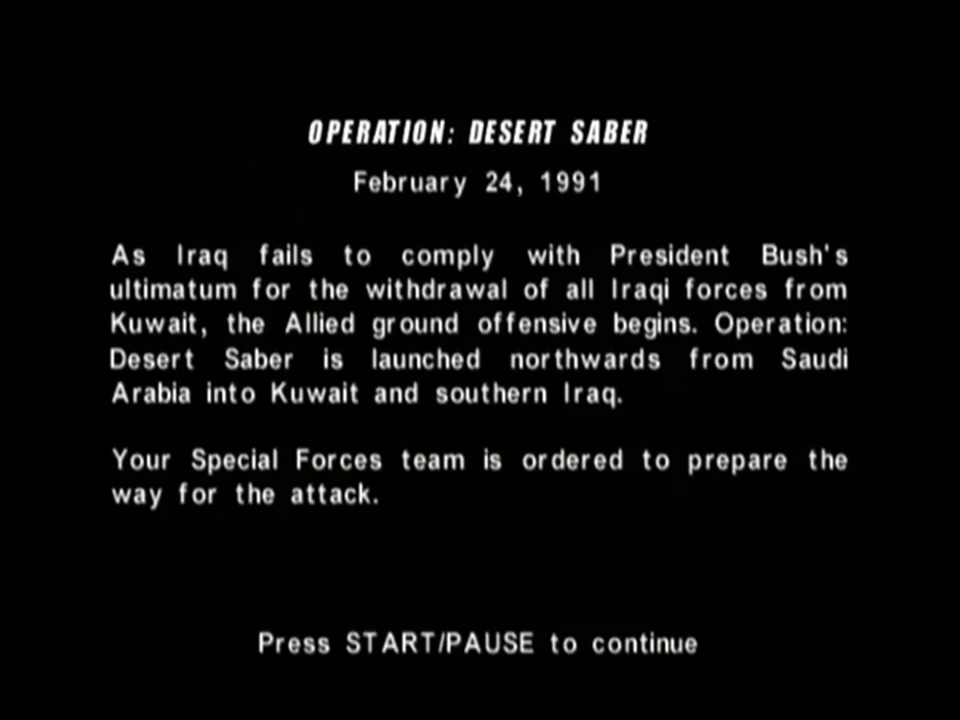 OPERATION: DESERT SABER
February 24, 1991
As Iraq fails to comply with President Bush's
ultimatum for the withdrawal of all Iraqi forces from
Kuwait, the Allied ground offensive begins. Operation:
Desert Saber is launched northwards from Saudi
Arabia into Kuwait and southern Iraq.
Your Special Forces team is ordered to prepare the
way for the attack.
Press START/PAUSE to continue